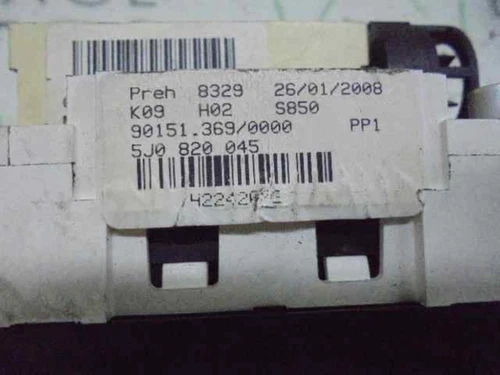 Preh 8329 26/01/2008
K09 H02 S850
90151.369/0000 PP1
5J0 820 045